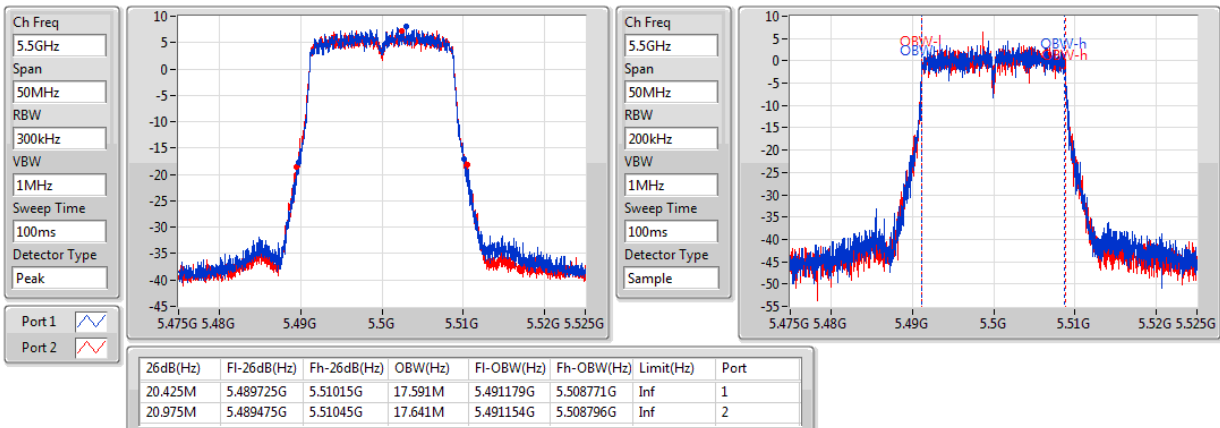 Ch Freq
5.5GHz
Span
50MHz
RBW
300kHz
VBW
1MHz
Sweep Time
100ms
Detector Type
Peak
Port 1
Port 2
10
5
0
-5
-10
-15
-20
-25
-30
-35
-40
-45
5.475G 5.48G 5.49G 5.5G 5.51G 5.52G 5.525G
Ch Freq
5.5GHz
Span
50MHz
RBW
200kHz
VBW
1MHz
Sweep Time
100ms
Detector Type
Sample
10
5
0
-5
-10
-15
-20
-25
-30
-35
-40
-45
-50
-55
OBW-l
OBW-h
OBW-h
5.475G 5.48G 5.49G 5.5G 5.51G 5.52G 5.525G
26dB(Hz) Fl-26dB(Hz) Fh-26dB(Hz) OBW(Hz) Fl-OBW(Hz) Fh-OBW(Hz) Limit(Hz) Port
20.425M 5.489725G 5.51015G 17.591M 5.491179G 5.508771G Inf 1
20.975M 5.489475G 5.51045G 17.641M 5.491154G 5.508796G Inf 2